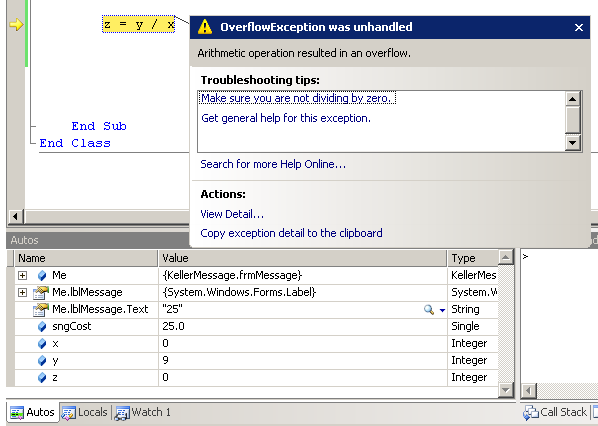 z = y / x
OverflowException was unhandled
Arithmetic operation resulted in an overflow.
Troubleshooting tips:
Make sure you are not dividing by zero.
Get general help for this exception.
End Sub
End Class
Search for more Help Online...
Actions:
View Detail...
Copy exception detail to the clipboard
Autos
Name Value Type
Me {KellerMessage.frmMessage} KellerMes
Me.lblMessage {System.Windows.Forms.Label} System.W
Me.lblMessage.Text "25" String
sngCost 25.0 Single
x 0 Integer
y 9 Integer
z 0 Integer
>
Autos Locals Watch 1 Call Stack